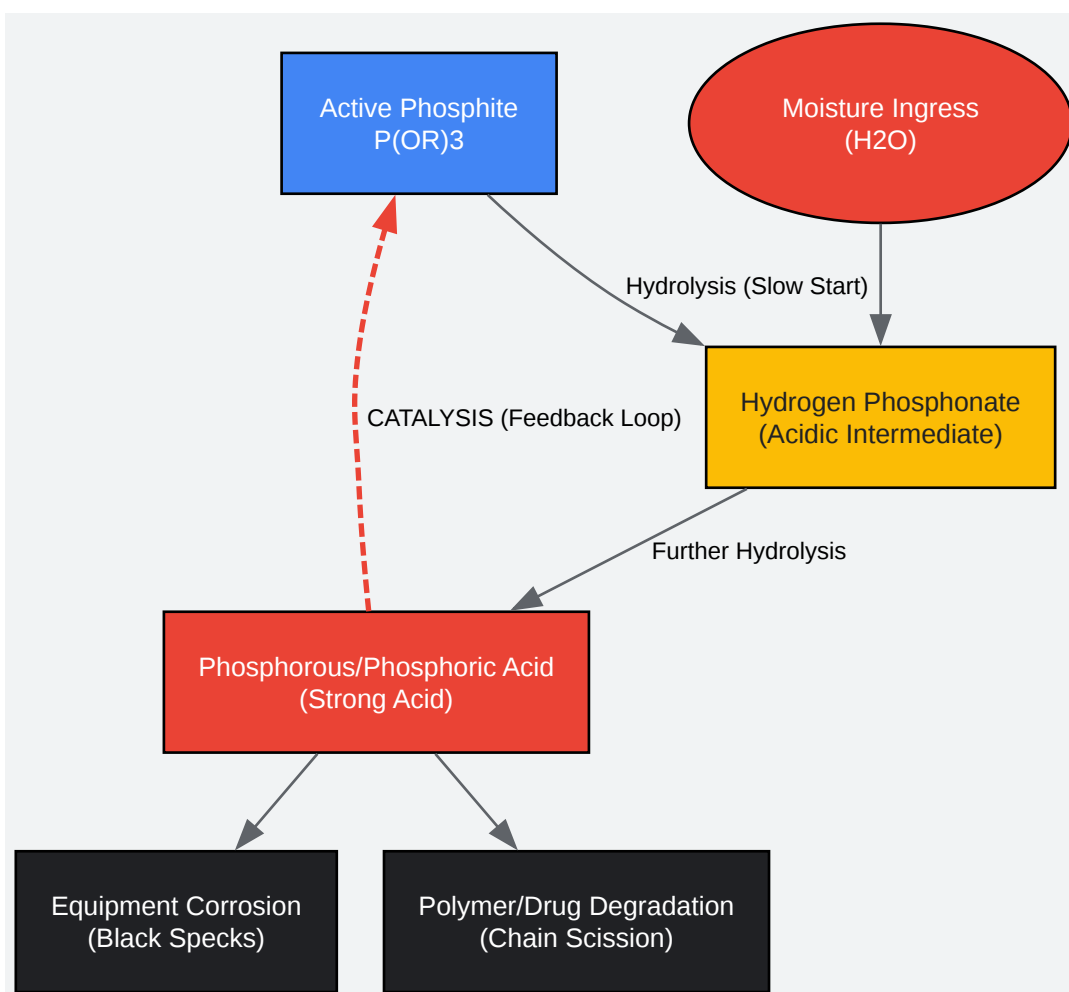 Active Phosphite
P(OR)3
Moisture Ingress
(H2O)
Hydrolysis (Slow Start)
Hydrogen Phosphonate
(Acidic Intermediate)
CATALYSIS (Feedback Loop)
Further Hydrolysis
Phosphorous/Phosphoric Acid
(Strong Acid)
Equipment Corrosion
(Black Specks)
Polymer/Drug Degradation
(Chain Scission)